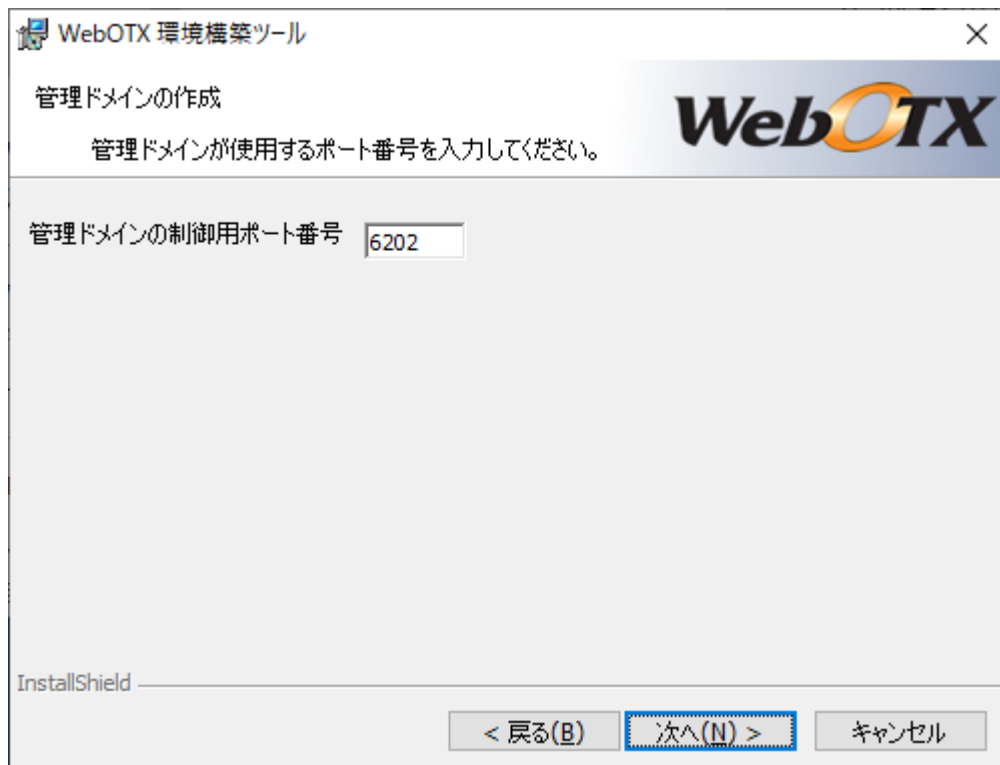 WebOTX 環境構築ツール
管理ドメインの作成
管理ドメインが使用するポート番号を入力してください。
WebOTX
管理ドメインの制御用ポート番号 6202
InstallShield
< 戻る(B) 次へ(N) > キャンセル